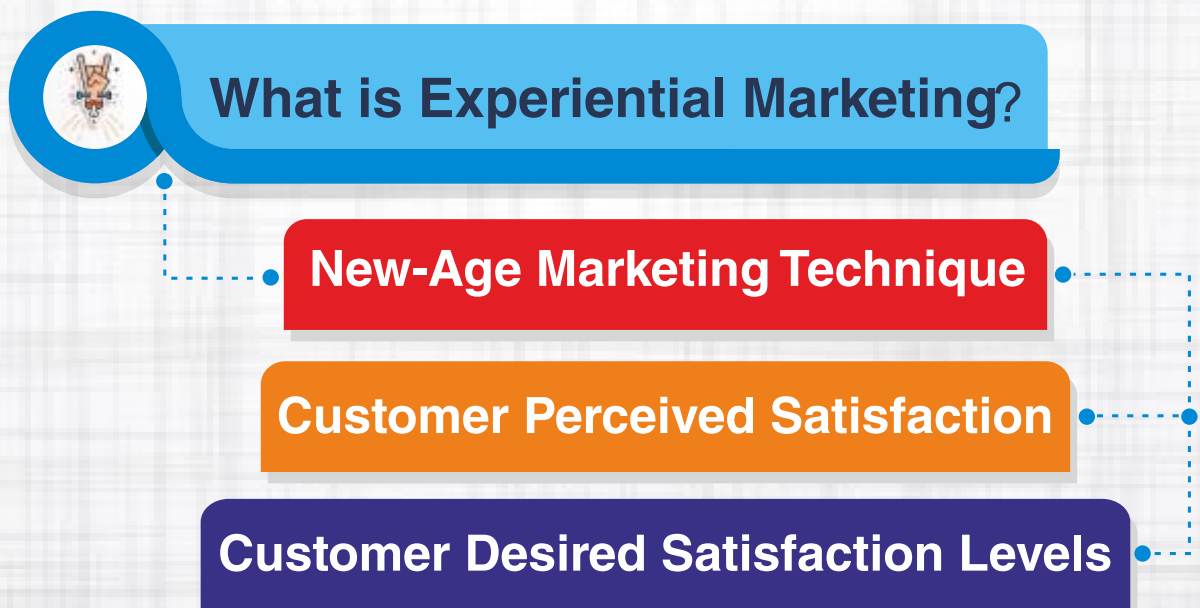 What is Experiential Marketing?
New-Age Marketing Technique
Customer Perceived Satisfaction
Customer Desired Satisfaction Levels